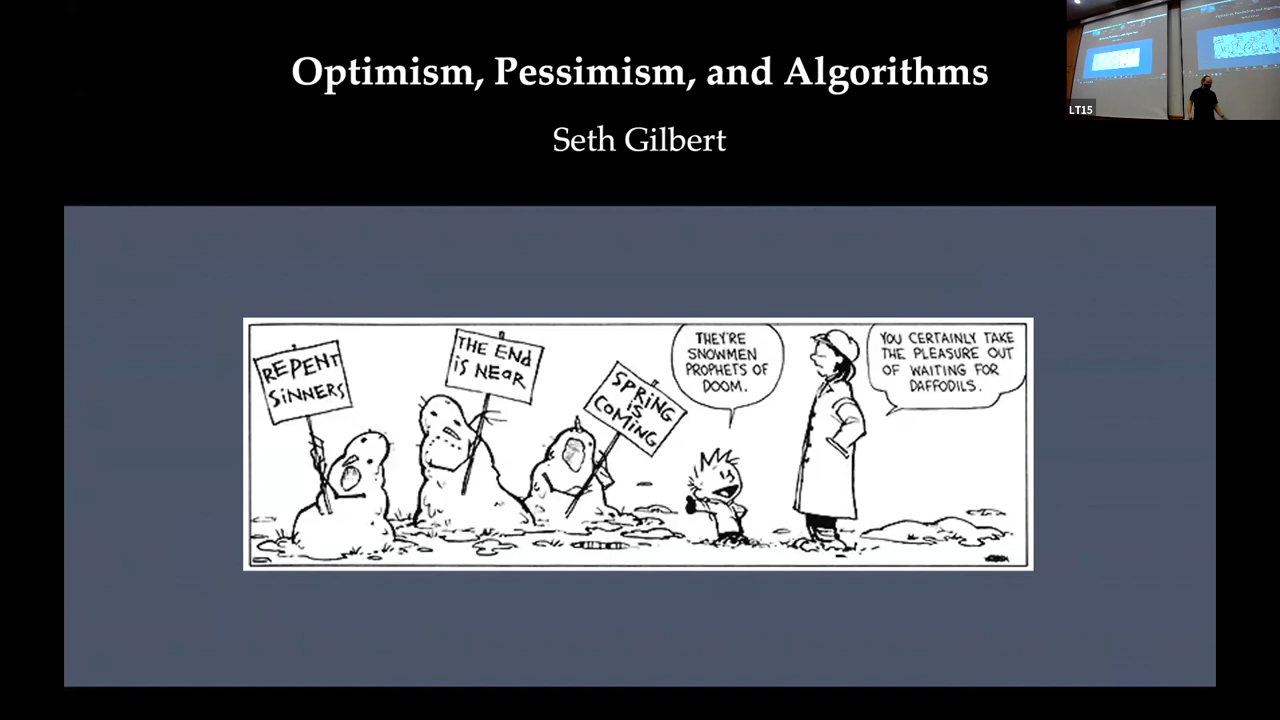 Optimism, Pessimism, and Algorithms
Seth Gilbert
LT15
REPENT
SINNERS
THE END
iS NEAR
SPRING
iS
COMING
THEY'RE
SNOWMEN
PROPHETS OF
DOOM.
YOU CERTAINLY TAKE
THE PLEASURE OUT
OF WAITING FOR
DAFFODILS.